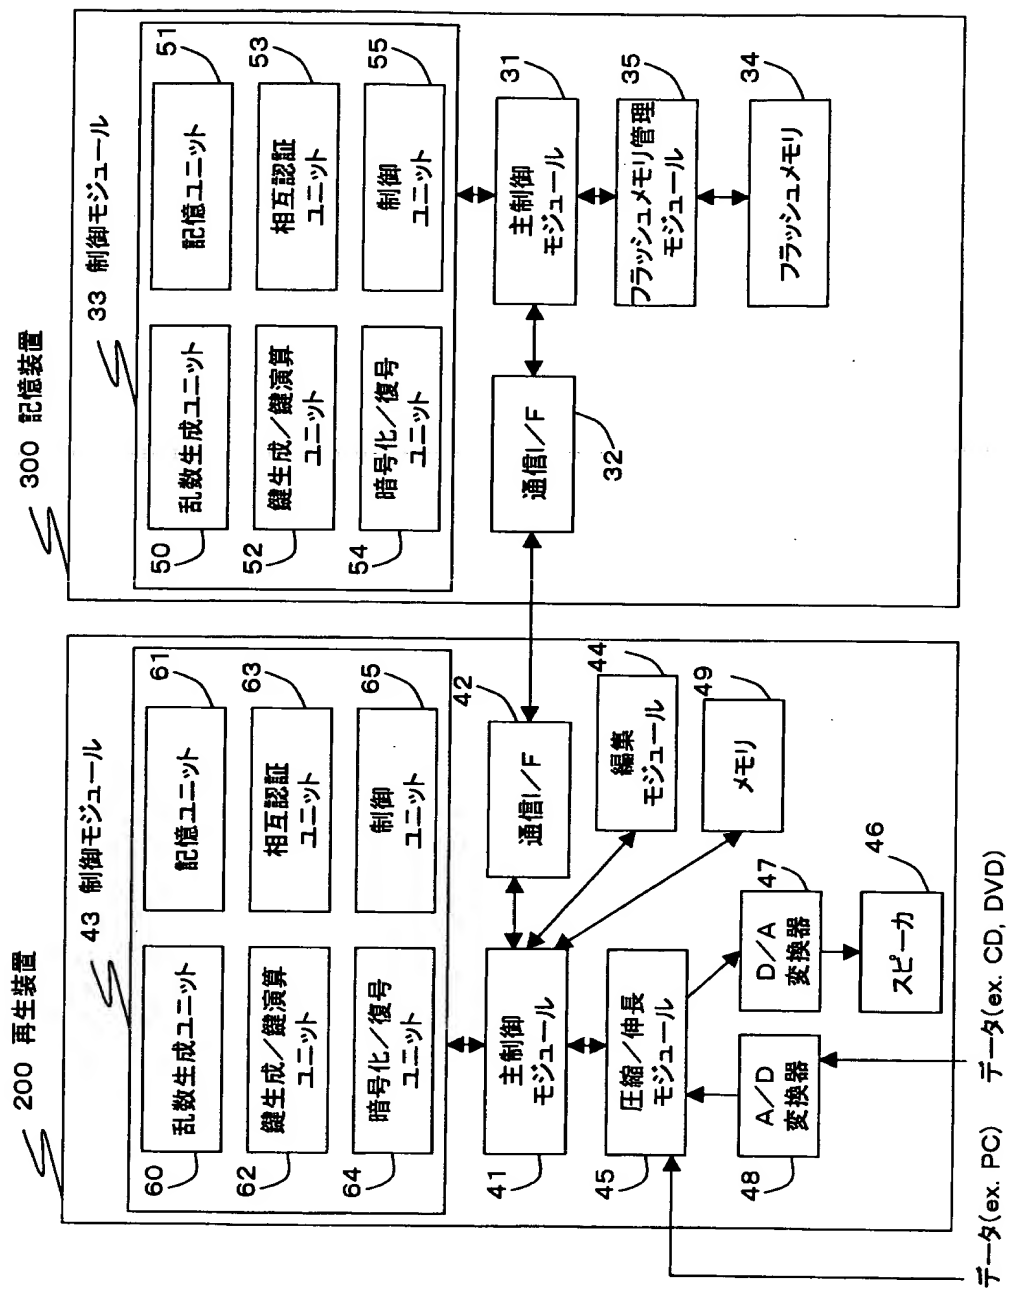 200 再生装置
43 制御モジュール
60
乱数生成ユニット
記憶ユニット
61
62
鍵生成/鍵演算
ユニット
相互認証
ユニット
63
64
暗号化/復号
ユニット
制御
ユニット
65
41
主制御
モジュール
通信I/F
42
45
圧縮/伸長
モジュール
編集
モジュール
44
48
A/D
変換器
D/A
変換器
47
メモリ
49
スピーカ
46
データ(ex. PC)
データ(ex. CD, DVD)
300 記憶装置
33 制御モジュール
50
乱数生成ユニット
記憶ユニット
51
52
鍵生成/鍵演算
ユニット
相互認証
ユニット
53
54
暗号化/復号
ユニット
制御
ユニット
55
通信I/F
32
主制御
モジュール
31
フラッシュメモリ管理
モジュール
35
フラッシュメモリ
34